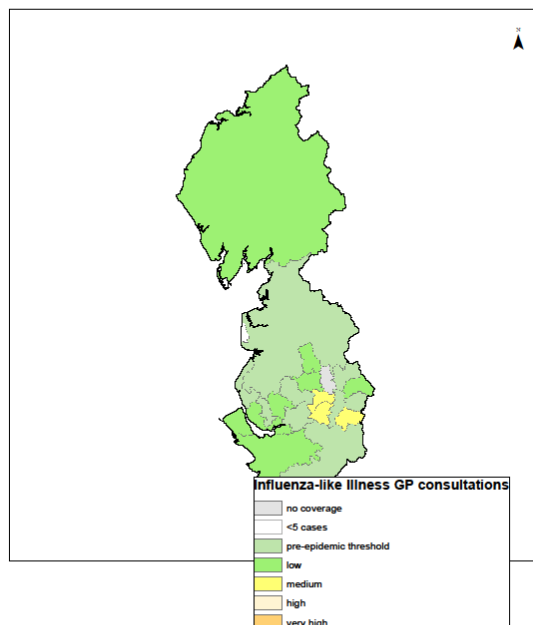 N
Influenza-like Illness GP consultations
no coverage
<5 cases
pre-epidemic threshold
low
medium
high
very high